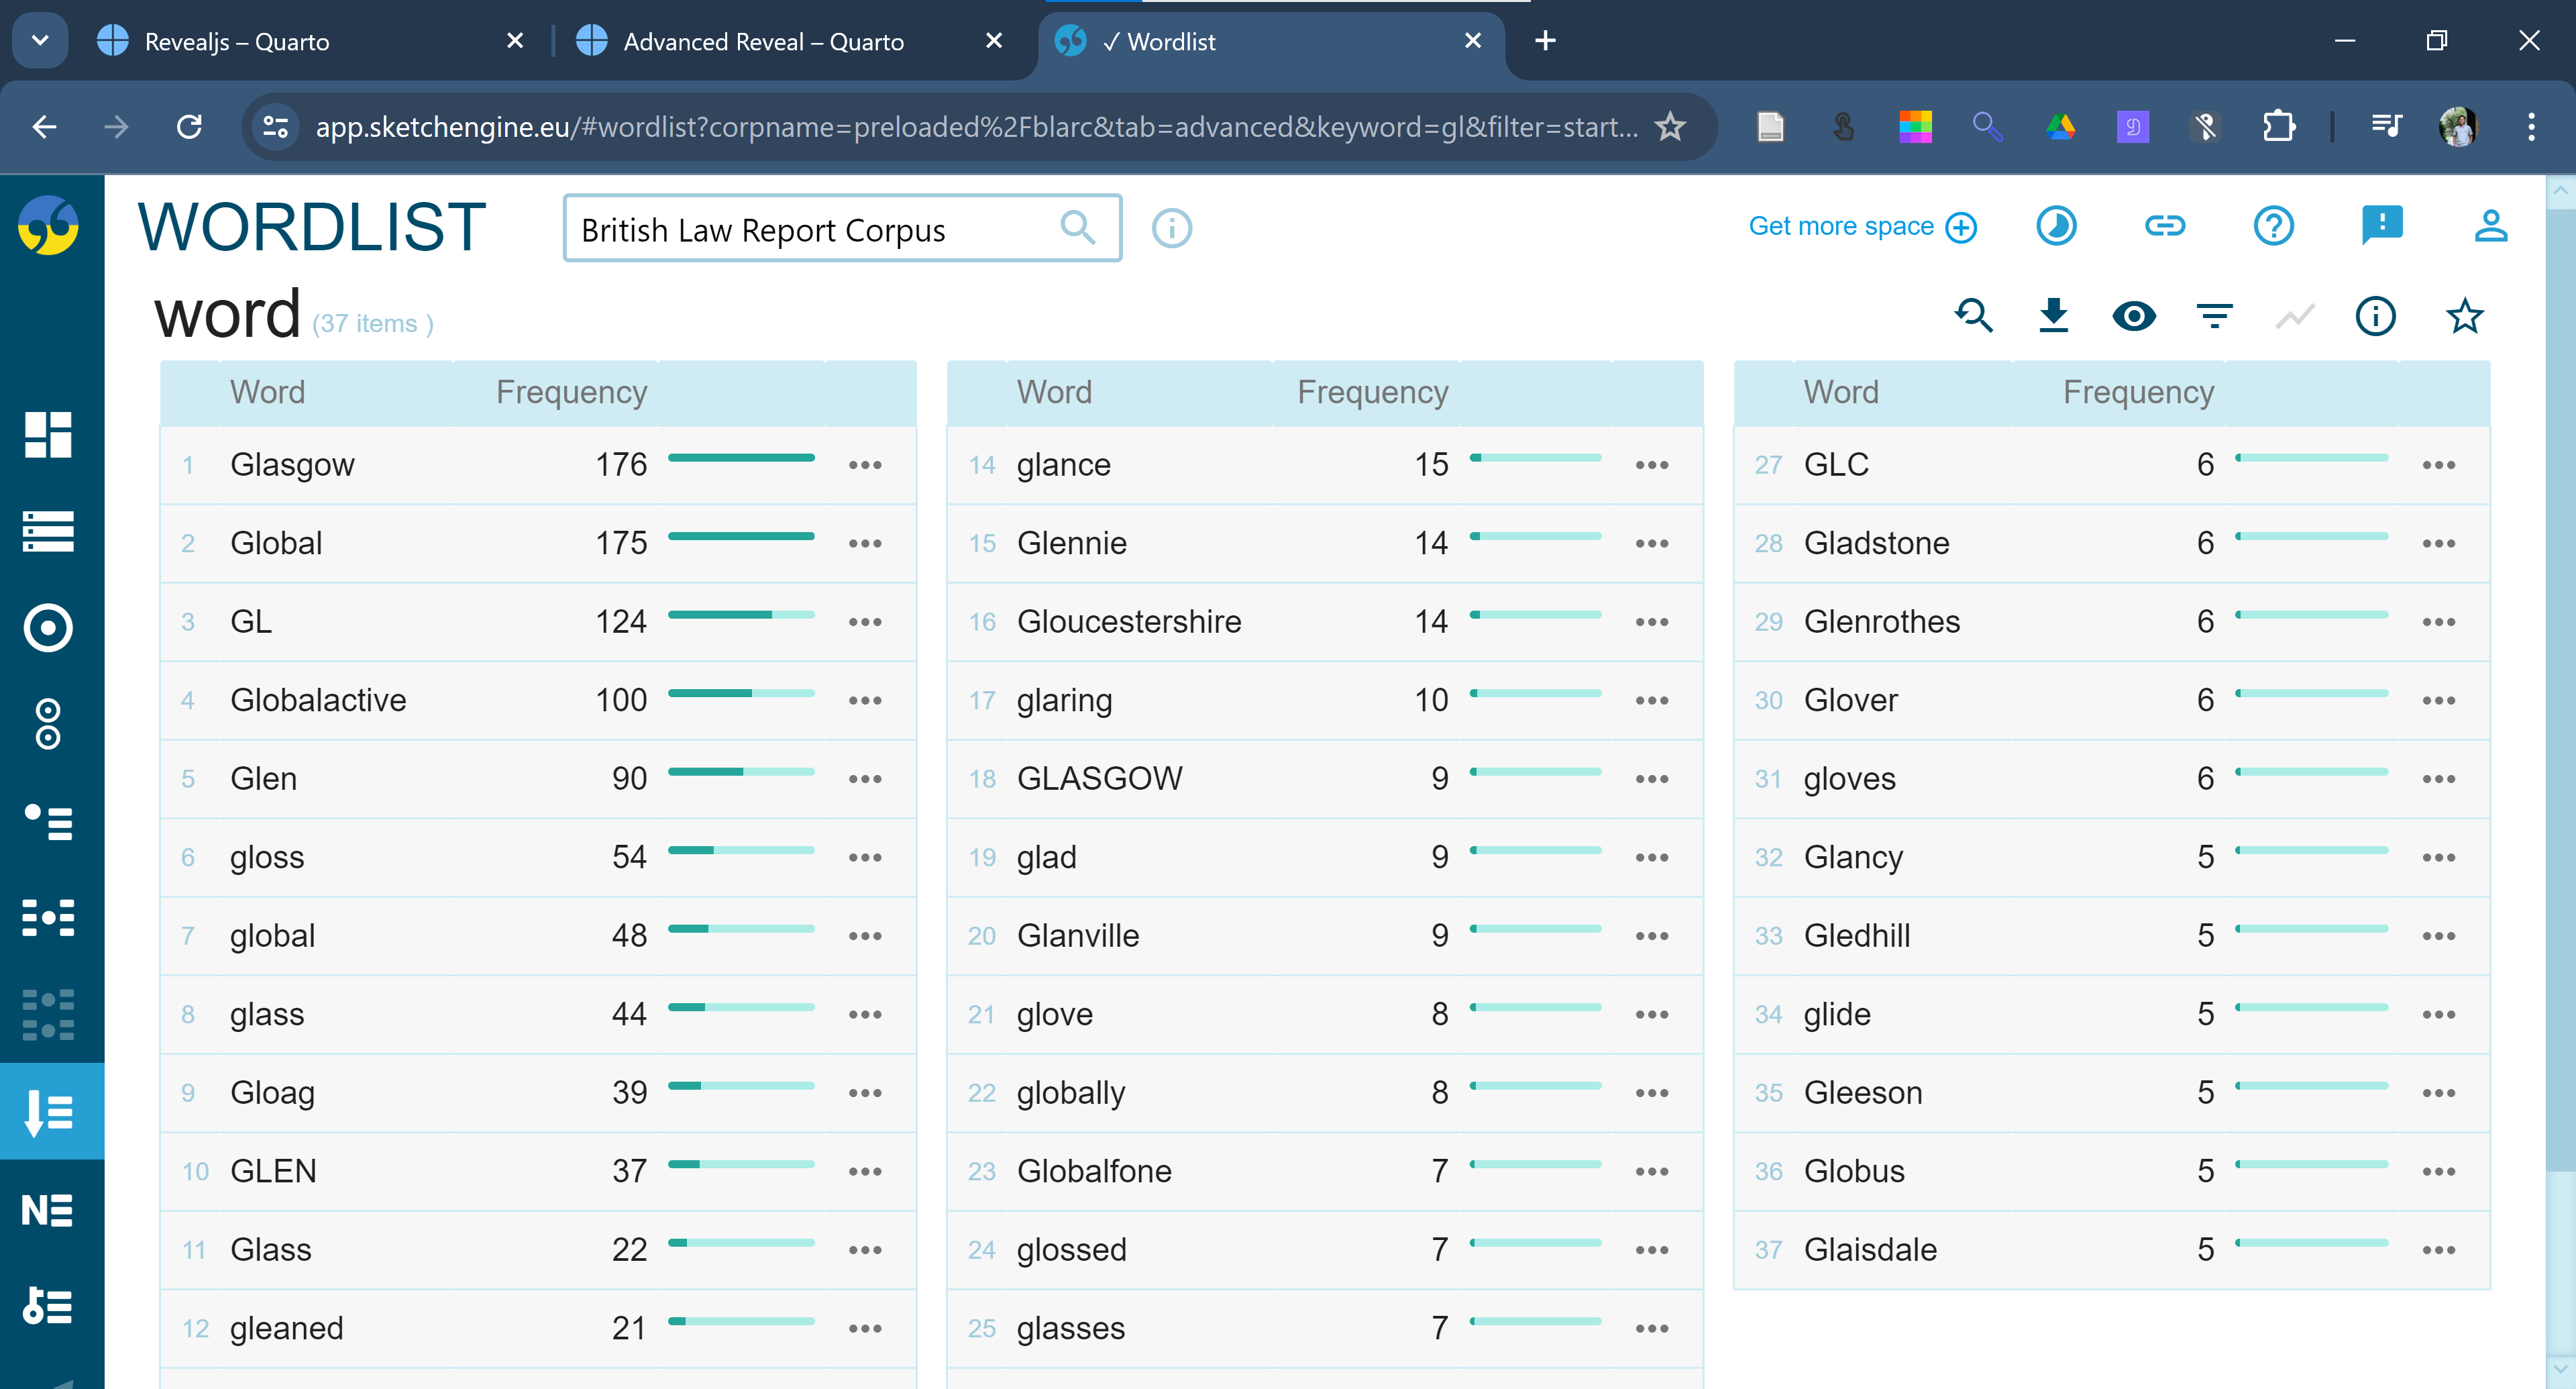 Revealjs – Quarto
Advanced Reveal – Quarto
✓ Wordlist
app.sketchengine.eu/#wordlist?corpname=preloaded%2Fblarc&tab=advanced&keyword=gl&filter=start...
WORDLIST
British Law Report Corpus
Get more space
word (37 items )
Word Frequency
1 Glasgow 176
2 Global 175
3 GL 124
4 Globalactive 100
5 Glen 90
6 gloss 54
7 global 48
8 glass 44
9 Gloag 39
10 GLEN 37
11 Glass 22
12 gleaned 21
Word Frequency
14 glance 15
15 Glennie 14
16 Gloucestershire 14
17 glaring 10
18 GLASGOW 9
19 glad 9
20 Glanville 9
21 glove 8
22 globally 8
23 Globalfone 7
24 glossed 7
25 glasses 7
Word Frequency
27 GLC 6
28 Gladstone 6
29 Glenrothes 6
30 Glover 6
31 gloves 6
32 Glancy 5
33 Gledhill 5
34 glide 5
35 Gleeson 5
36 Globus 5
37 Glaisdale 5